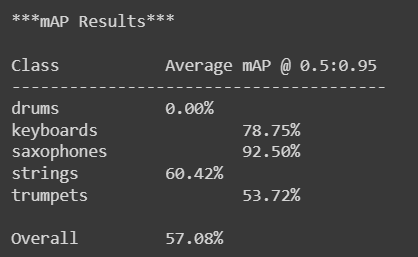 ***mAP Results***
Class Average mAP @ 0.5:0.95
----------------------------------------
drums 0.00%
keyboards 78.75%
saxophones 92.50%
strings 60.42%
trumpets 53.72%
Overall 57.08%